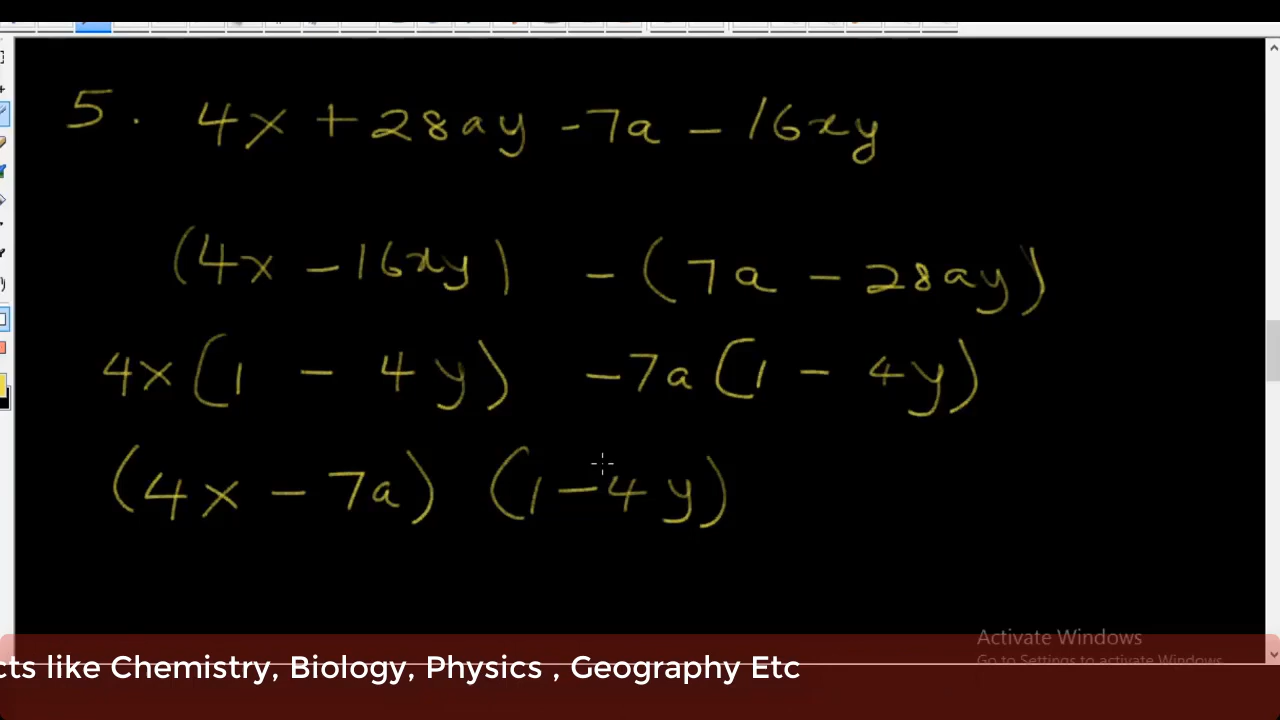 5. 4x + 28ay - 7a - 16xy
(4x - 16xy) - (7a - 28ay)
4x(1 - 4y) - 7a(1 - 4y)
(4x - 7a) (1 - 4y)
Activate Windows
Go to Settings to activate Windows.
cts like Chemistry, Biology, Physics , Geography Etc